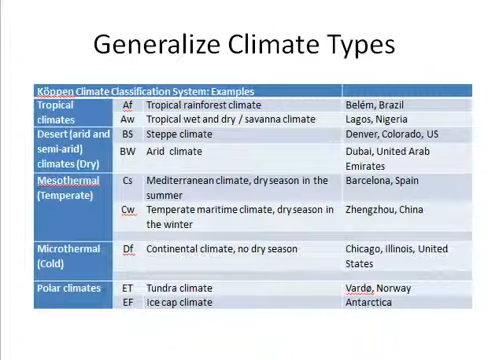 Generalize Climate Types
Köppen Climate Classification System: Examples
Tropical climates Af Tropical rainforest climate Belém, Brazil
Aw Tropical wet and dry / savanna climate Lagos, Nigeria
Desert (arid and semi-arid) climates (Dry) BS Steppe climate Denver, Colorado, US
BW Arid climate Dubai, United Arab Emirates
Mesothermal (Temperate) Cs Mediterranean climate, dry season in the summer Barcelona, Spain
Cw Temperate maritime climate, dry season in the winter Zhengzhou, China
Microthermal (Cold) Df Continental climate, no dry season Chicago, Illinois, United States
Polar climates ET Tundra climate Vardø, Norway
EF Ice cap climate Antarctica